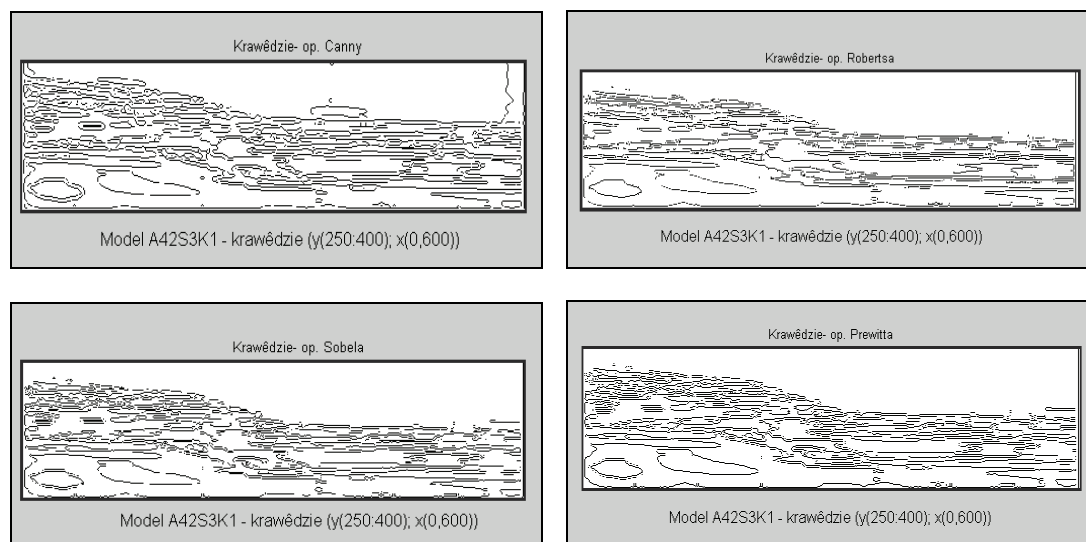 Krawêdzie- op. Canny
Model A42S3K1 - krawêdzie (y(250:400); x(0,600))
Krawêdzie- op. Robertsa
Model A42S3K1 - krawêdzie (y(250:400); x(0,600))
Krawêdzie- op. Sobela
Model A42S3K1 - krawêdzie (y(250:400); x(0,600))
Krawêdzie- op. Prewitta
Model A42S3K1 - krawêdzie (y(250:400); x(0,600))